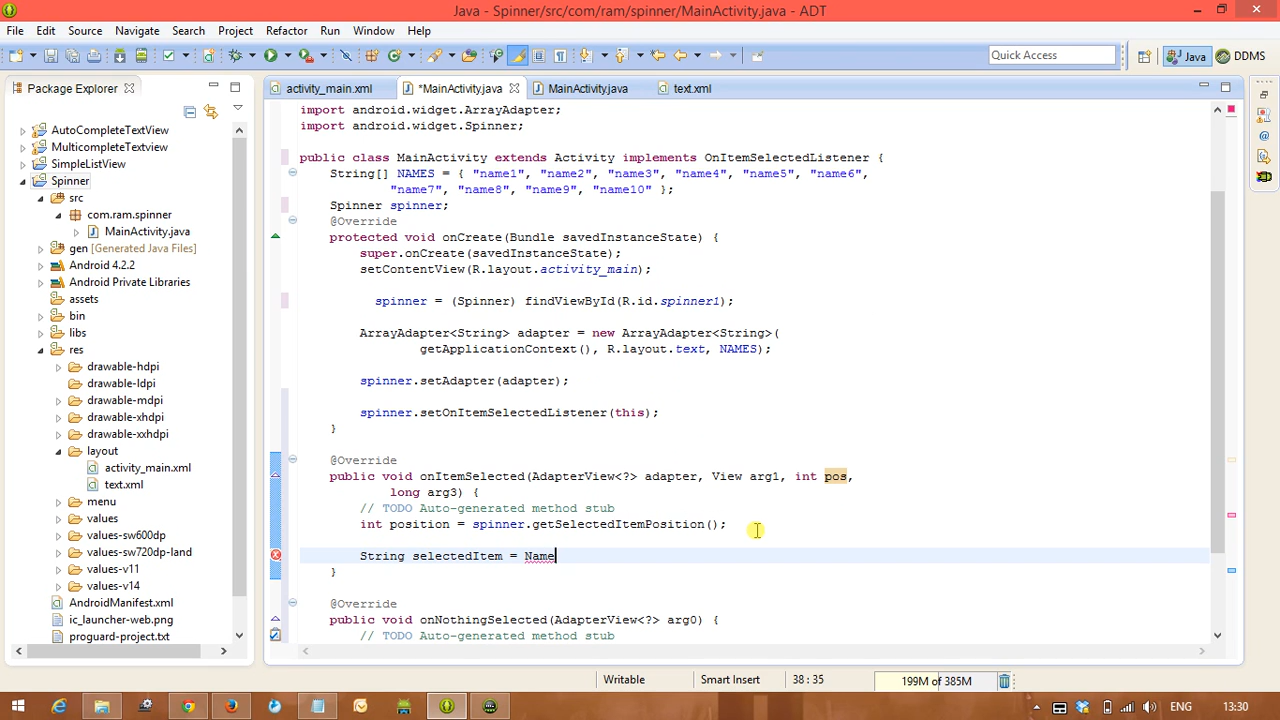 Java - Spinner/src/com/ram/spinner/MainActivity.java - ADT
File Edit Source Navigate Search Project Refactor Run Window Help
Quick Access
Java
DDMS
Package Explorer
activity_main.xml
*MainActivity.java
MainActivity.java
text.xml
AutoCompleteTextView
MulticompleteTextview
SimpleListView
Spinner
src
com.ram.spinner
MainActivity.java
gen [Generated Java Files]
Android 4.2.2
Android Private Libraries
assets
bin
libs
res
drawable-hdpi
drawable-ldpi
drawable-mdpi
drawable-xhdpi
drawable-xxhdpi
layout
activity_main.xml
text.xml
menu
values
values-sw600dp
values-sw720dp-land
values-v11
values-v14
AndroidManifest.xml
ic_launcher-web.png
proguard-project.txt
import android.widget.ArrayAdapter;
import android.widget.Spinner;
public class MainActivity extends Activity implements OnItemSelectedListener {
String[] NAMES = { "name1", "name2", "name3", "name4", "name5", "name6",
"name7", "name8", "name9", "name10" };
Spinner spinner;
@Override
protected void onCreate(Bundle savedInstanceState) {
super.onCreate(savedInstanceState);
setContentView(R.layout.activity_main);
spinner = (Spinner) findViewById(R.id.spinner1);
ArrayAdapter<String> adapter = new ArrayAdapter<String>(
getApplicationContext(), R.layout.text, NAMES);
spinner.setAdapter(adapter);
spinner.setOnItemSelectedListener(this);
}
@Override
public void onItemSelected(AdapterView<?> adapter, View arg1, int pos,
long arg3) {
// TODO Auto-generated method stub
int position = spinner.getSelectedItemPosition();
String selectedItem = Name
}
@Override
public void onNothingSelected(AdapterView<?> arg0) {
// TODO Auto-generated method stub
Writable
Smart Insert
38 : 35
199M of 385M
ENG
13:30